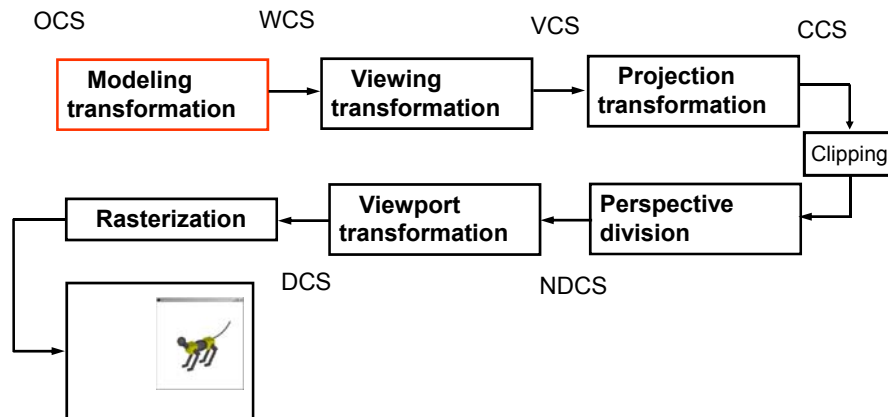 OCS
WCS
VCS
CCS
Modeling
transformation
Viewing
transformation
Projection
transformation
Clipping
Rasterization
Viewport
transformation
Perspective
division
DCS
NDCS